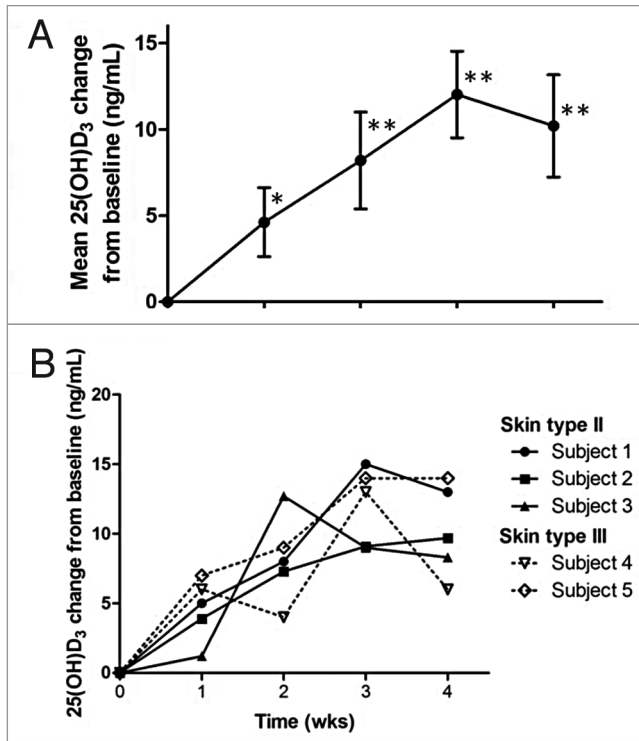 A
Mean 25(OH)D₃ change
from baseline (ng/mL)
15
10
5
0
*
**
**
**
B
25(OH)D₃ change from baseline (ng/mL)
20
15
10
5
0
0 1 2 3 4
Time (wks)
Skin type II
Subject 1
Subject 2
Subject 3
Skin type III
Subject 4
Subject 5